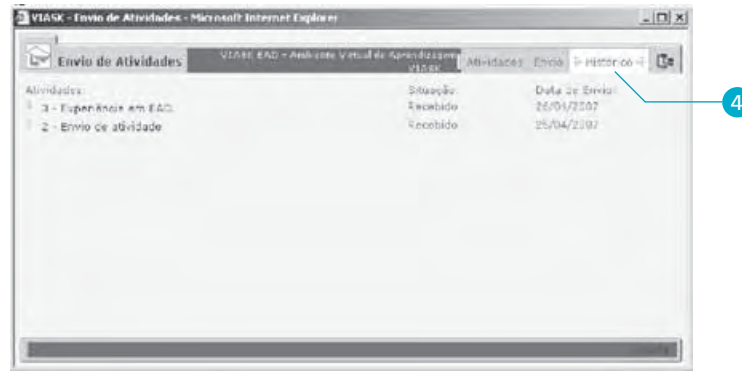 VIASK - Envio de Atividades - Microsoft Internet Explorer
Envio de Atividades
VIASK EAD - Ambiente Virtual de Aprendizagem
VIASK
Atividades Envio Histórico
4
Atividades: Situação: Data de Envio:
3 - Experiência em EAD Recebido 26/04/2007
2 - Envio de atividade Recebido 25/04/2007